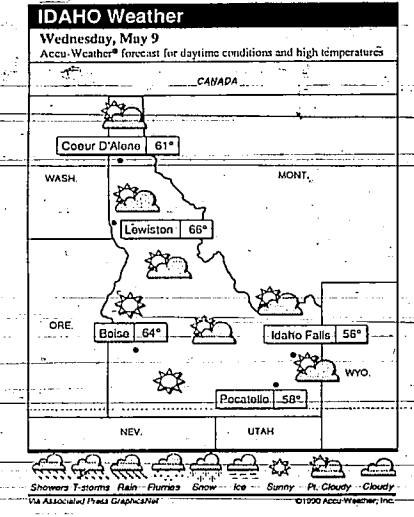 IDAHO Weather
Wednesday, May 9
Accu-Weather® forecast for daytime conditions and high temperatures
CANADA
Coeur D'Alene 61°
WASH.
MONT.
Lewiston 66°
ORE.
Boise 64°
Idaho Falls 56°
WYO.
Pocatello 58°
NEV.
UTAH
Showers T-storms Rain Flurries Snow Ice Sunny Pt. Cloudy Cloudy
Via Associated Press GraphicsNet
©1990 Accu-Weather, Inc.